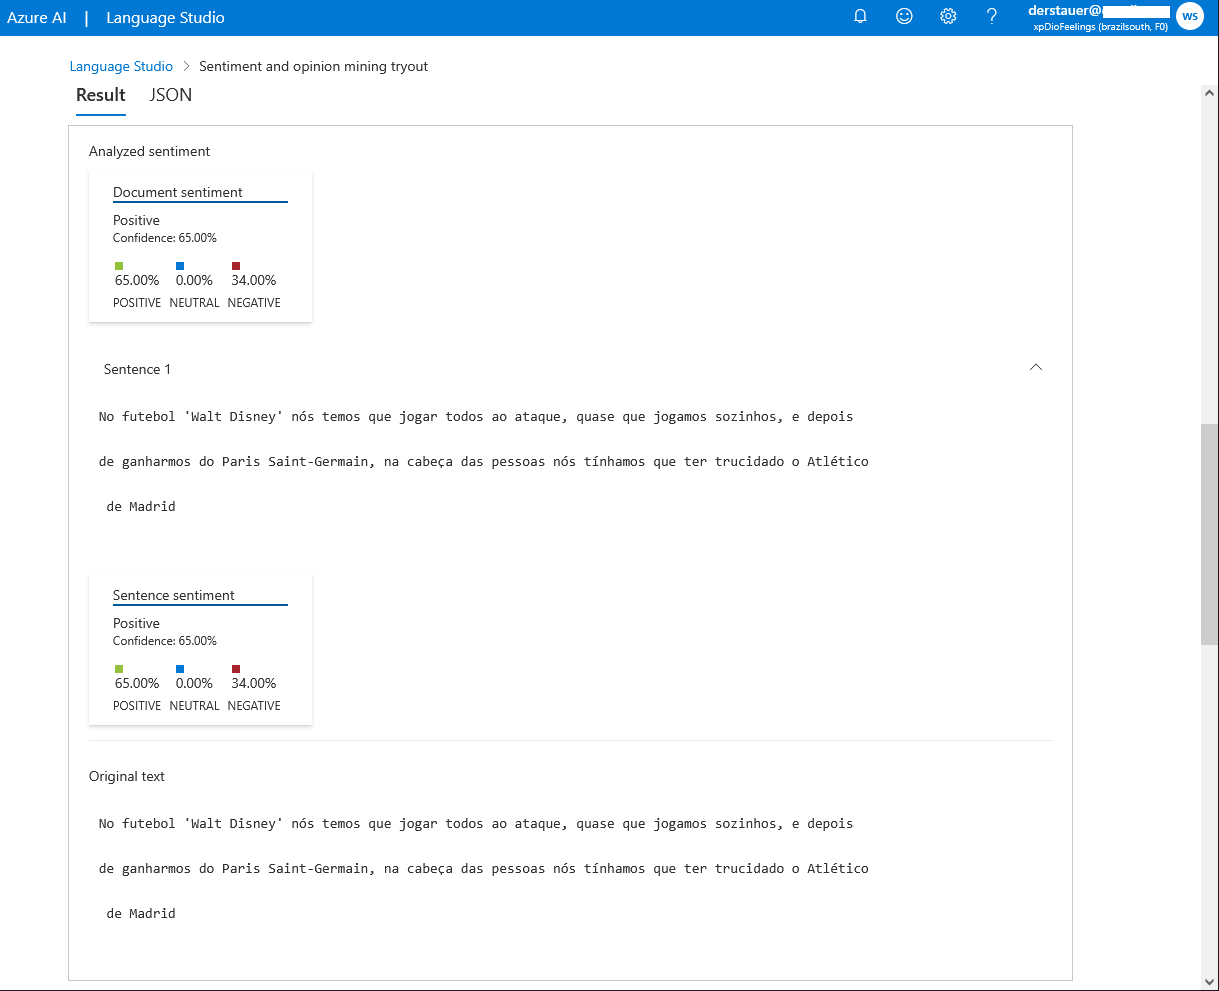 Azure AI | Language Studio
derstauer@
xpDioFeelings (brazilsouth, F0)
WS
Language Studio > Sentiment and opinion mining tryout
Result JSON
Analyzed sentiment
Document sentiment
Positive
Confidence: 65.00%
65.00% 0.00% 34.00%
POSITIVE NEUTRAL NEGATIVE
Sentence 1
No futebol 'Walt Disney' nós temos que jogar todos ao ataque, quase que jogamos sozinhos, e depois
de ganharmos do Paris Saint-Germain, na cabeça das pessoas nós tínhamos que ter trucidado o Atlético
de Madrid
Sentence sentiment
Positive
Confidence: 65.00%
65.00% 0.00% 34.00%
POSITIVE NEUTRAL NEGATIVE
Original text
No futebol 'Walt Disney' nós temos que jogar todos ao ataque, quase que jogamos sozinhos, e depois
de ganharmos do Paris Saint-Germain, na cabeça das pessoas nós tínhamos que ter trucidado o Atlético
de Madrid